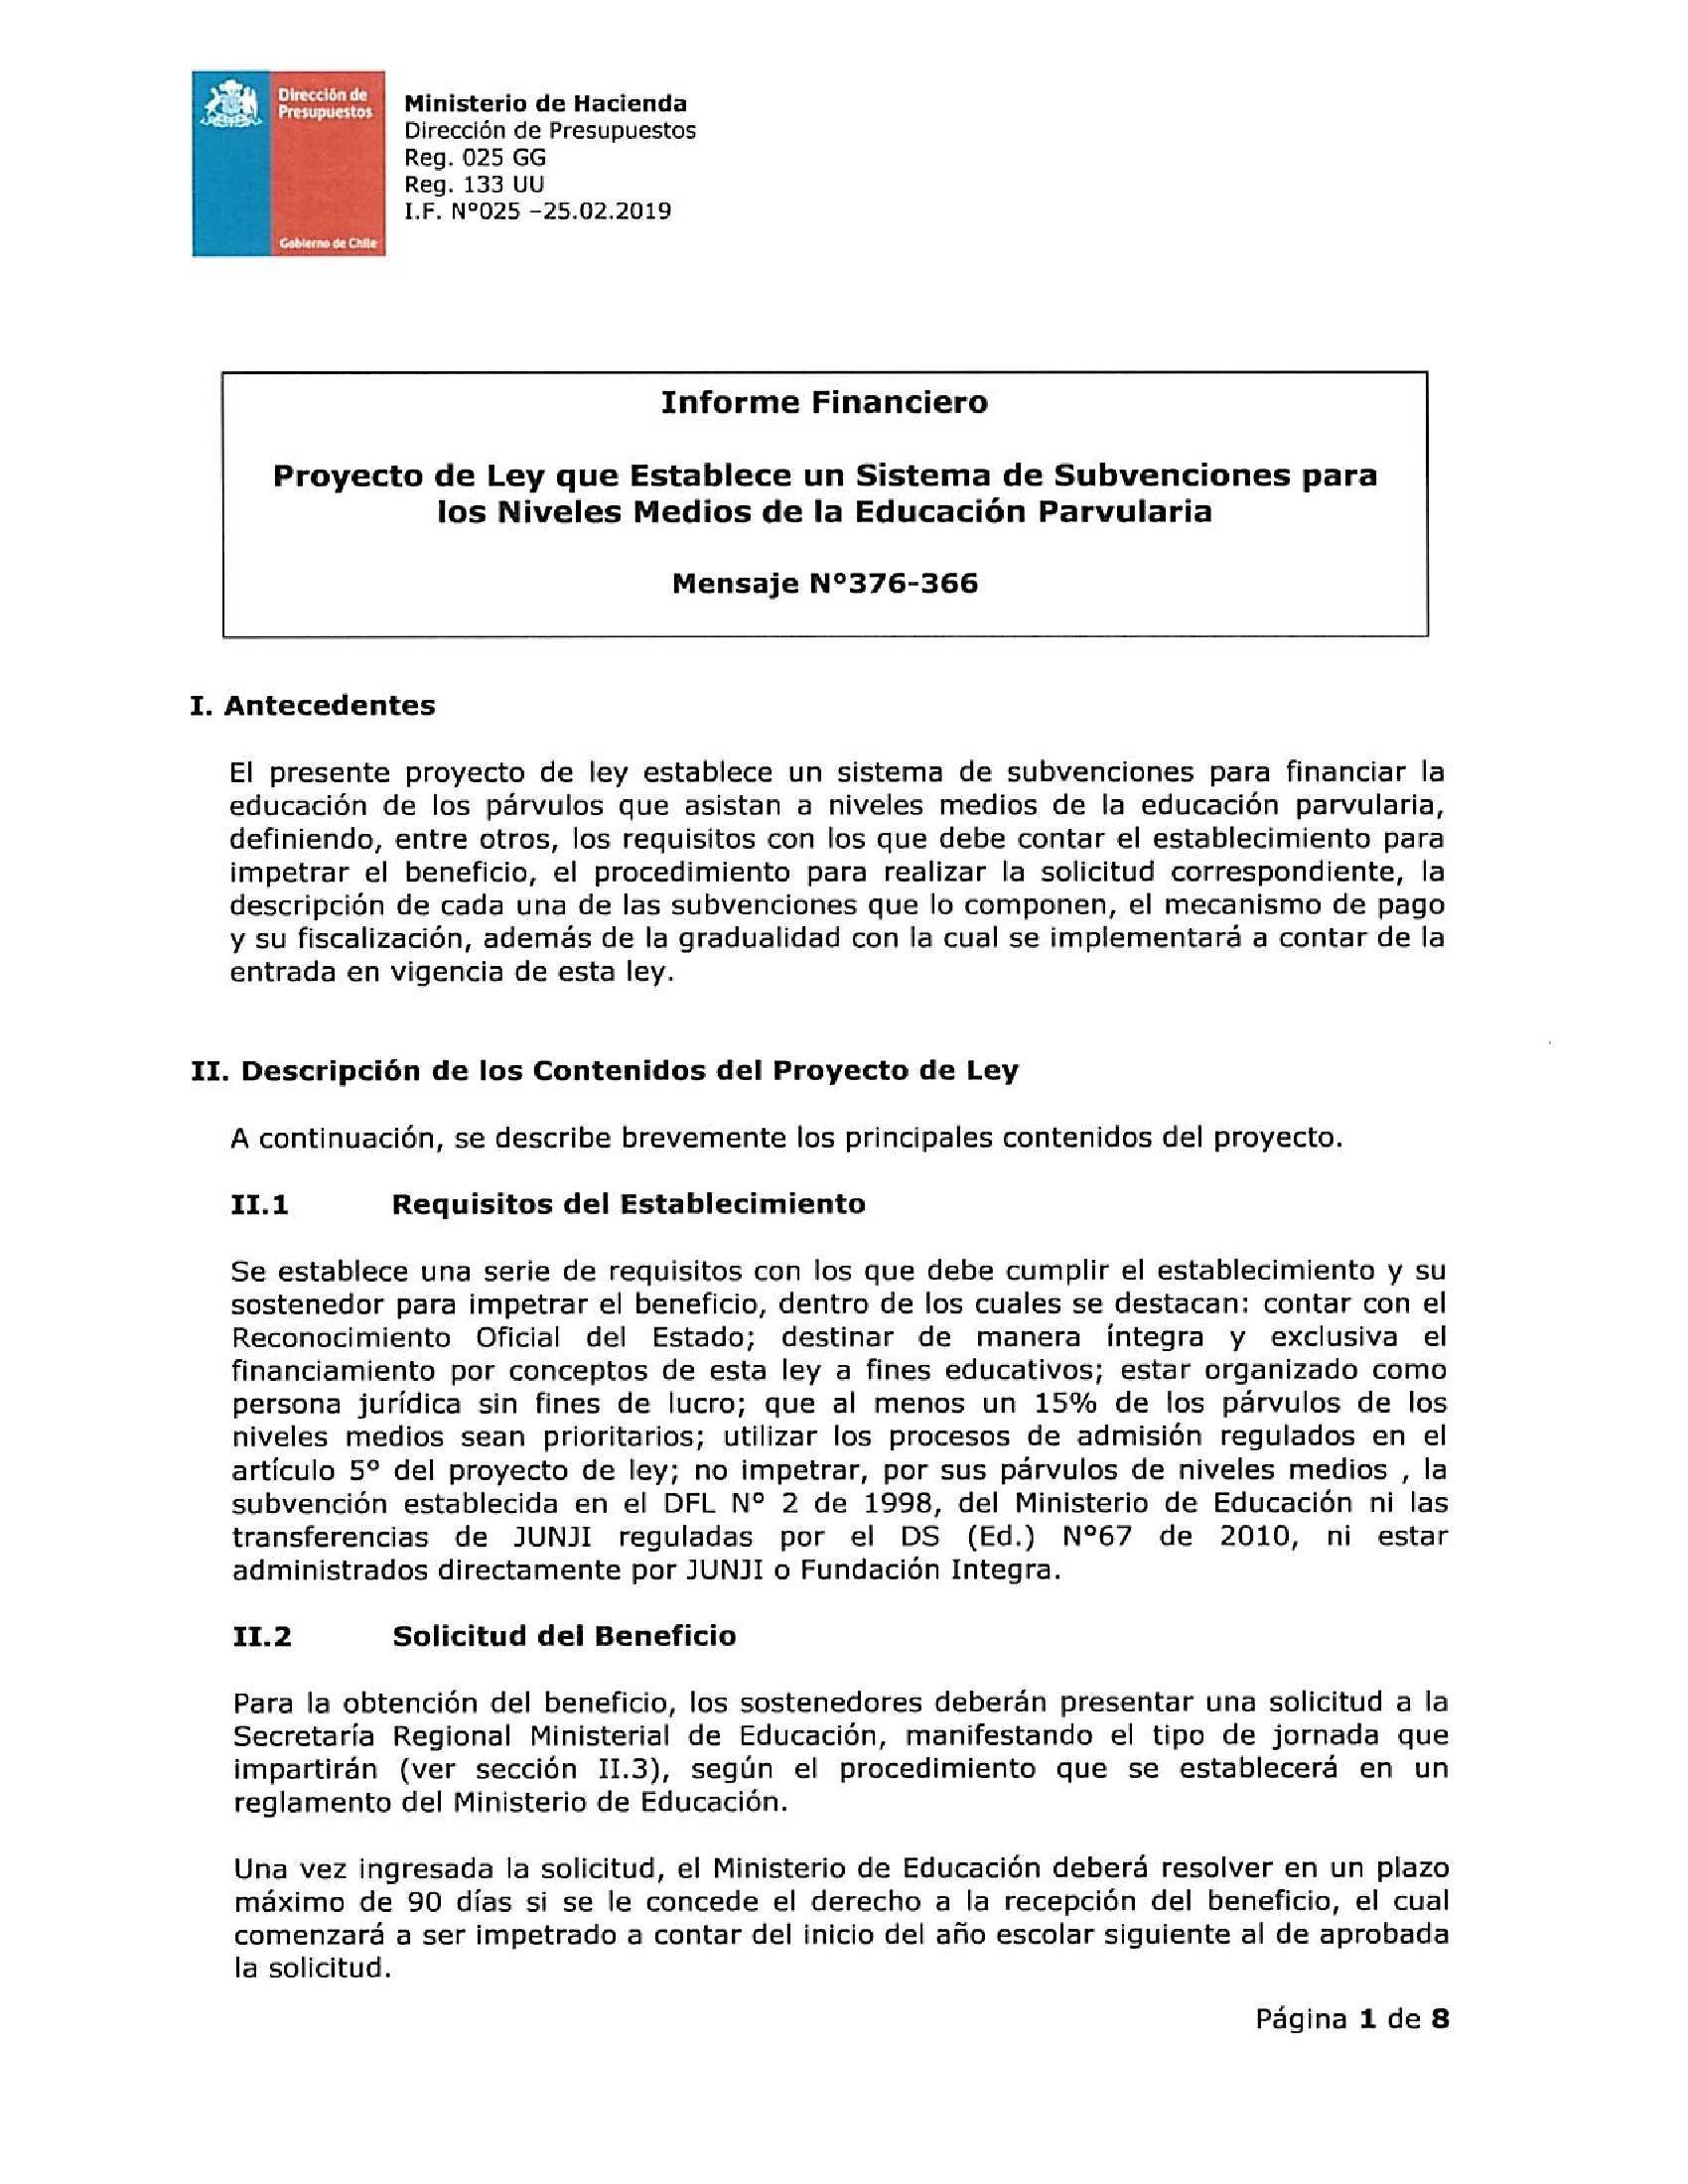 Dirección de
Presupuestos
Gobierno de Chile
Ministerio de Hacienda
Dirección de Presupuestos
Reg. 025 GG
Reg. 133 UU
I.F. N°025 –25.02.2019
Informe Financiero
Proyecto de Ley que Establece un Sistema de Subvenciones para
los Niveles Medios de la Educación Parvularia
Mensaje N°376-366
I. Antecedentes
El presente proyecto de ley establece un sistema de subvenciones para financiar la
educación de los párvulos que asistan a niveles medios de la educación parvularia,
definiendo, entre otros, los requisitos con los que debe contar el establecimiento para
impetrar el beneficio, el procedimiento para realizar la solicitud correspondiente, la
descripción de cada una de las subvenciones que lo componen, el mecanismo de pago
y su fiscalización, además de la gradualidad con la cual se implementará a contar de la
entrada en vigencia de esta ley.
II. Descripción de los Contenidos del Proyecto de Ley
A continuación, se describe brevemente los principales contenidos del proyecto.
II.1 Requisitos del Establecimiento
Se establece una serie de requisitos con los que debe cumplir el establecimiento y su
sostenedor para impetrar el beneficio, dentro de los cuales se destacan: contar con el
Reconocimiento Oficial del Estado; destinar de manera íntegra y exclusiva el
financiamiento por conceptos de esta ley a fines educativos; estar organizado como
persona jurídica sin fines de lucro; que al menos un 15% de los párvulos de los
niveles medios sean prioritarios; utilizar los procesos de admisión regulados en el
artículo 5° del proyecto de ley; no impetrar, por sus párvulos de niveles medios , la
subvención establecida en el DFL N° 2 de 1998, del Ministerio de Educación ni las
transferencias de JUNJI reguladas por el DS (Ed.) N°67 de 2010, ni estar
administrados directamente por JUNJI o Fundación Integra.
II.2 Solicitud del Beneficio
Para la obtención del beneficio, los sostenedores deberán presentar una solicitud a la
Secretaría Regional Ministerial de Educación, manifestando el tipo de jornada que
impartirán (ver sección II.3), según el procedimiento que se establecerá en un
reglamento del Ministerio de Educación.
Una vez ingresada la solicitud, el Ministerio de Educación deberá resolver en un plazo
máximo de 90 días si se le concede el derecho a la recepción del beneficio, el cual
comenzará a ser impetrado a contar del inicio del año escolar siguiente al de aprobada
la solicitud.
Página 1 de 8